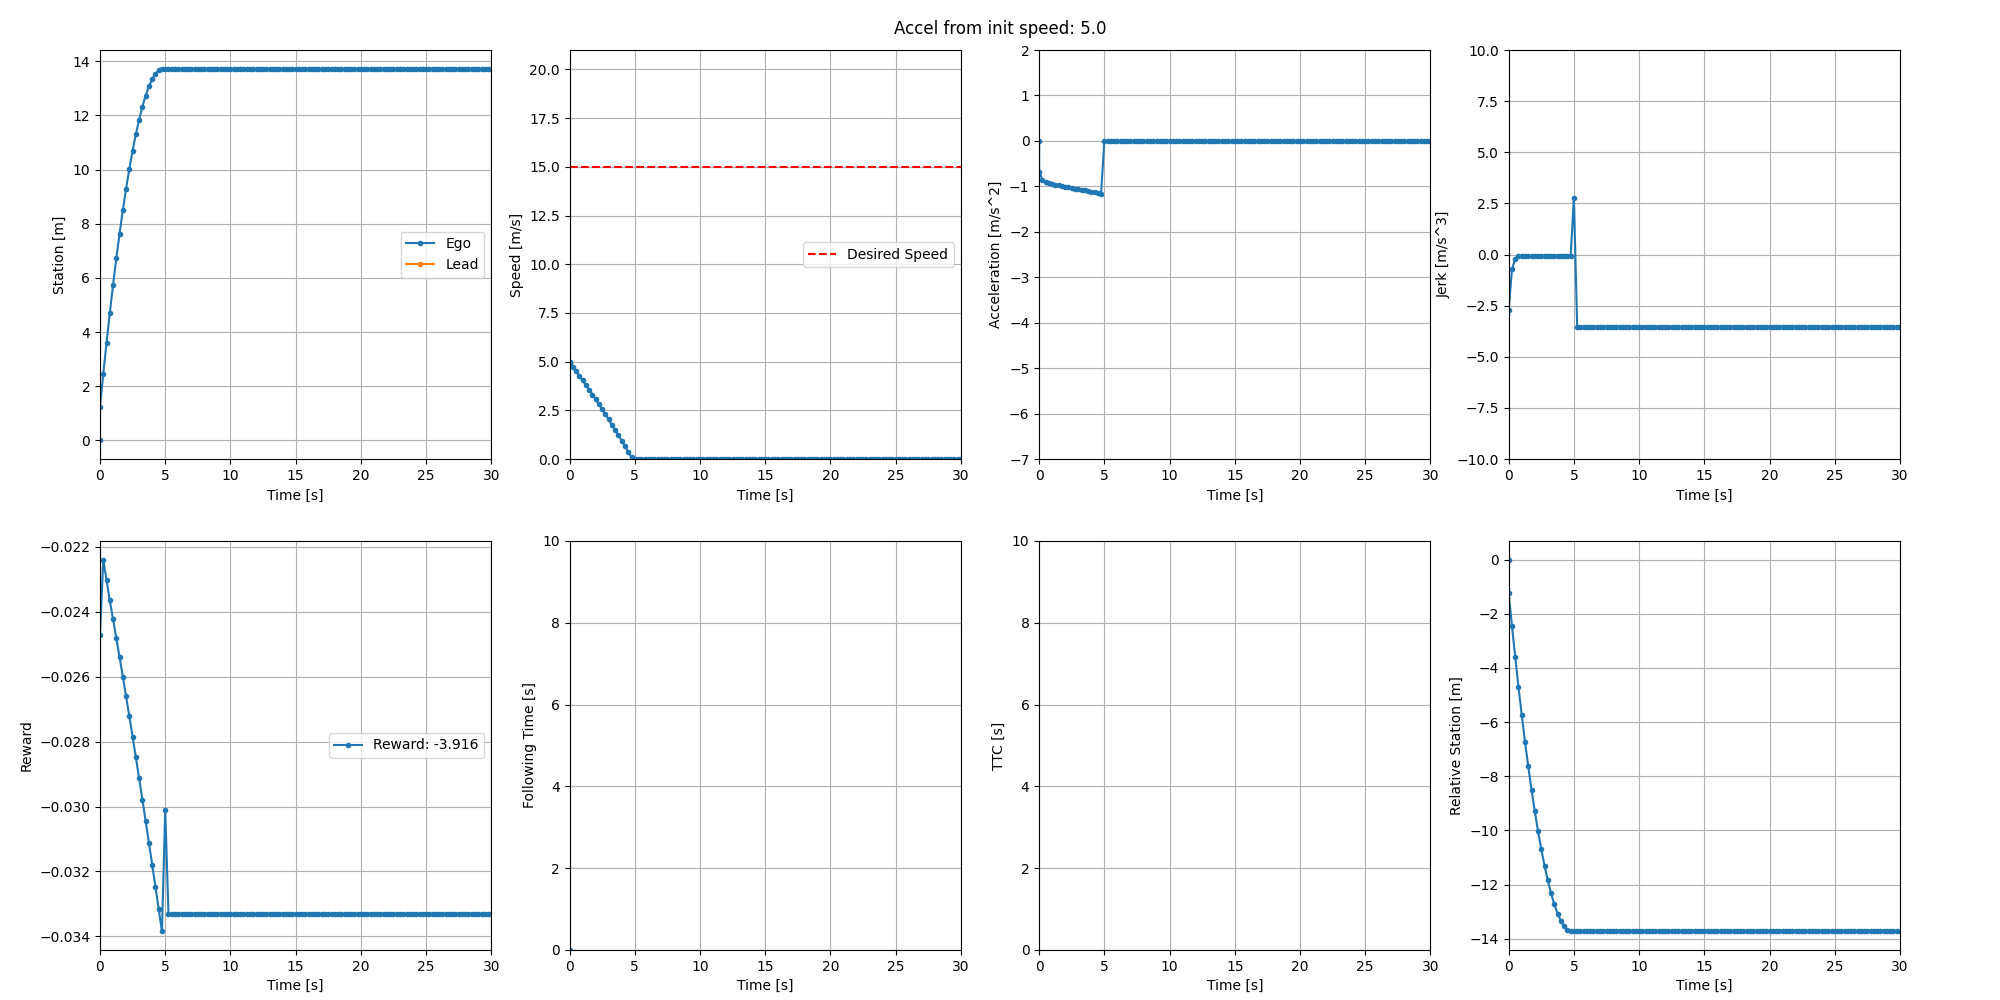 Accel from init speed: 5.0
14
12
10
8
6
4
2
0
0 5 10 15 20 25 30
Station [m]
Time [s]
Ego
Lead
20.0
17.5
15.0
12.5
10.0
7.5
5.0
2.5
0.0
0 5 10 15 20 25 30
Speed [m/s]
Time [s]
Desired Speed
2
1
0
−1
−2
−3
−4
−5
−6
−7
0 5 10 15 20 25 30
Acceleration [m/s^2]
Time [s]
10.0
7.5
5.0
2.5
0.0
−2.5
−5.0
−7.5
−10.0
0 5 10 15 20 25 30
Jerk [m/s^3]
Time [s]
−0.022
−0.024
−0.026
−0.028
−0.030
−0.032
−0.034
0 5 10 15 20 25 30
Reward
Time [s]
Reward: -3.916
10
8
6
4
2
0
0 5 10 15 20 25 30
Following Time [s]
Time [s]
10
8
6
4
2
0
0 5 10 15 20 25 30
TTC [s]
Time [s]
0
−2
−4
−6
−8
−10
−12
−14
0 5 10 15 20 25 30
Relative Station [m]
Time [s]